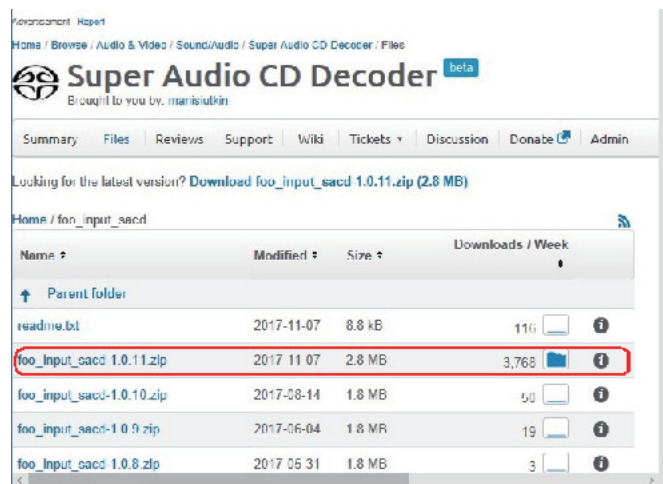 Advertisement Report
Home / Browse / Audio & Video / Sound/Audio / Super Audio CD Decoder / Files
Super Audio CD Decoder beta
Brought to you by: manisiutkin
Summary Files Reviews Support Wiki Tickets Discussion Donate Admin
Looking for the latest version? Download foo_input_sacd-1.0.11.zip (2.8 MB)
Home / foo_input_sacd
Name Modified Size Downloads / Week
Parent folder
readme.txt 2017-11-07 8.8 kB 116
foo_input_sacd-1.0.11.zip 2017-11-07 2.8 MB 3,768
foo_input_sacd-1.0.10.zip 2017-08-14 1.8 MB 50
foo_input_sacd-1.0.9.zip 2017-06-04 1.8 MB 19
foo_input_sacd-1.0.8.zip 2017-05-31 1.8 MB 3